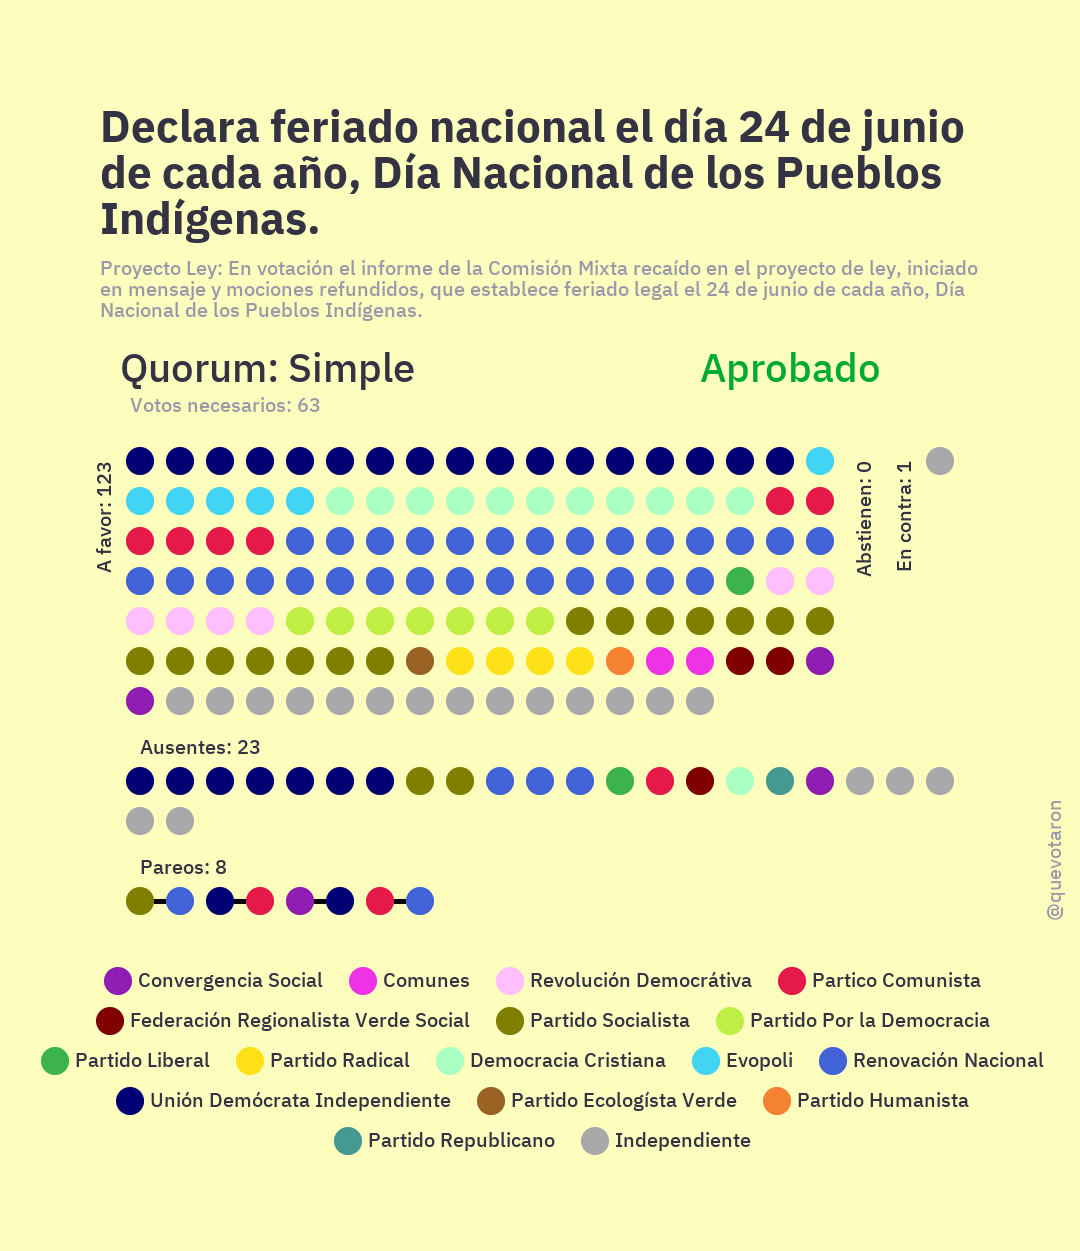 Declara feriado nacional el día 24 de junio
de cada año, Día Nacional de los Pueblos
Indígenas.
Proyecto Ley: En votación el informe de la Comisión Mixta recaído en el proyecto de ley, iniciado
en mensaje y mociones refundidos, que establece feriado legal el 24 de junio de cada año, Día
Nacional de los Pueblos Indígenas.
Quorum: Simple
Aprobado
Votos necesarios: 63
A favor: 123
Abstienen: 0
En contra: 1
Ausentes: 23
Pareos: 8
@quevotaron
Convergencia Social
Comunes
Revolución Democrátiva
Partico Comunista
Federación Regionalista Verde Social
Partido Socialista
Partido Por la Democracia
Partido Liberal
Partido Radical
Democracia Cristiana
Evopoli
Renovación Nacional
Unión Demócrata Independiente
Partido Ecologísta Verde
Partido Humanista
Partido Republicano
Independiente